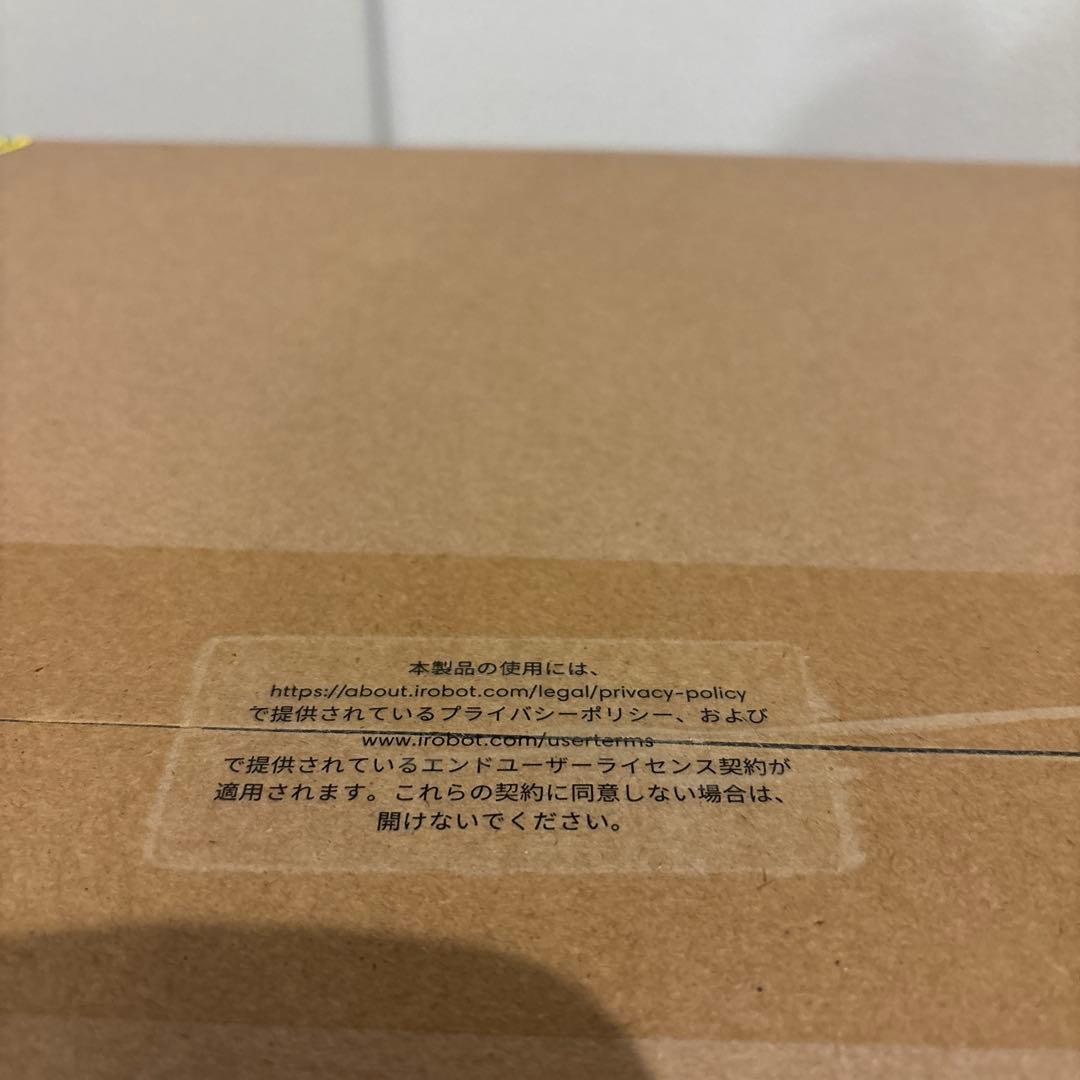 本製品の使用には、
https://about.irobot.com/legal/privacy-policy
で提供されているプライバシーポリシー、および
www.irobot.com/userterms
で提供されているエンドユーザーライセンス契約が
適用されます。これらの契約に同意しない場合は、
開けないでください。